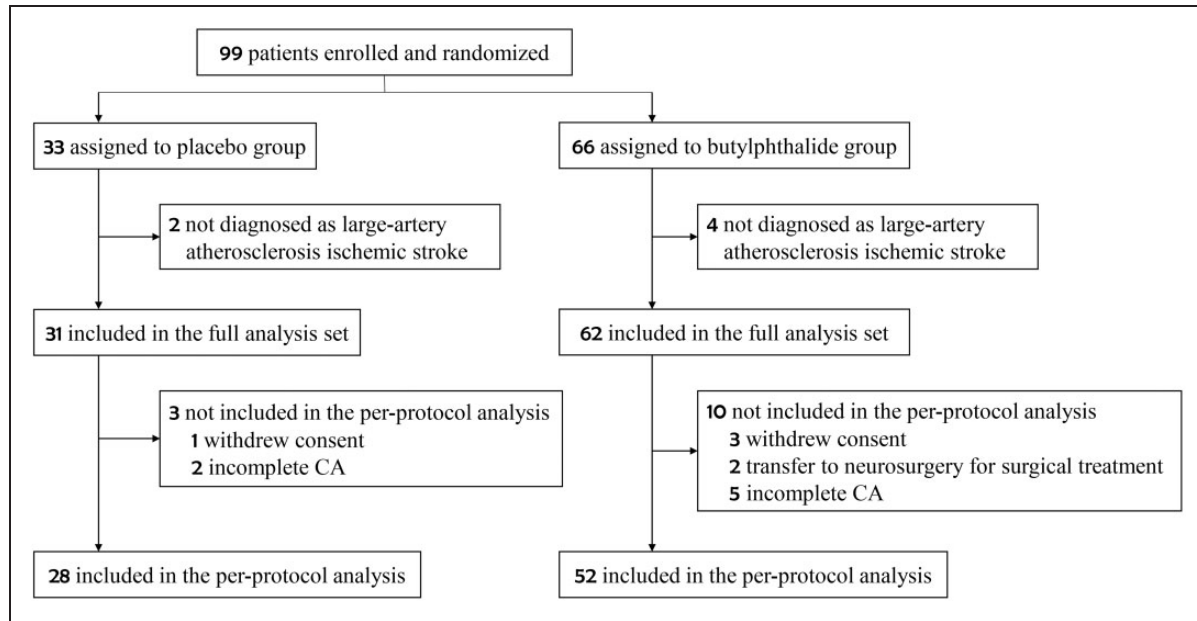 99 patients enrolled and randomized
33 assigned to placebo group
66 assigned to butylphthalide group
2 not diagnosed as large-artery
atherosclerosis ischemic stroke
4 not diagnosed as large-artery
atherosclerosis ischemic stroke
31 included in the full analysis set
62 included in the full analysis set
3 not included in the per-protocol analysis
1 withdrew consent
2 incomplete CA
10 not included in the per-protocol analysis
3 withdrew consent
2 transfer to neurosurgery for surgical treatment
5 incomplete CA
28 included in the per-protocol analysis
52 included in the per-protocol analysis